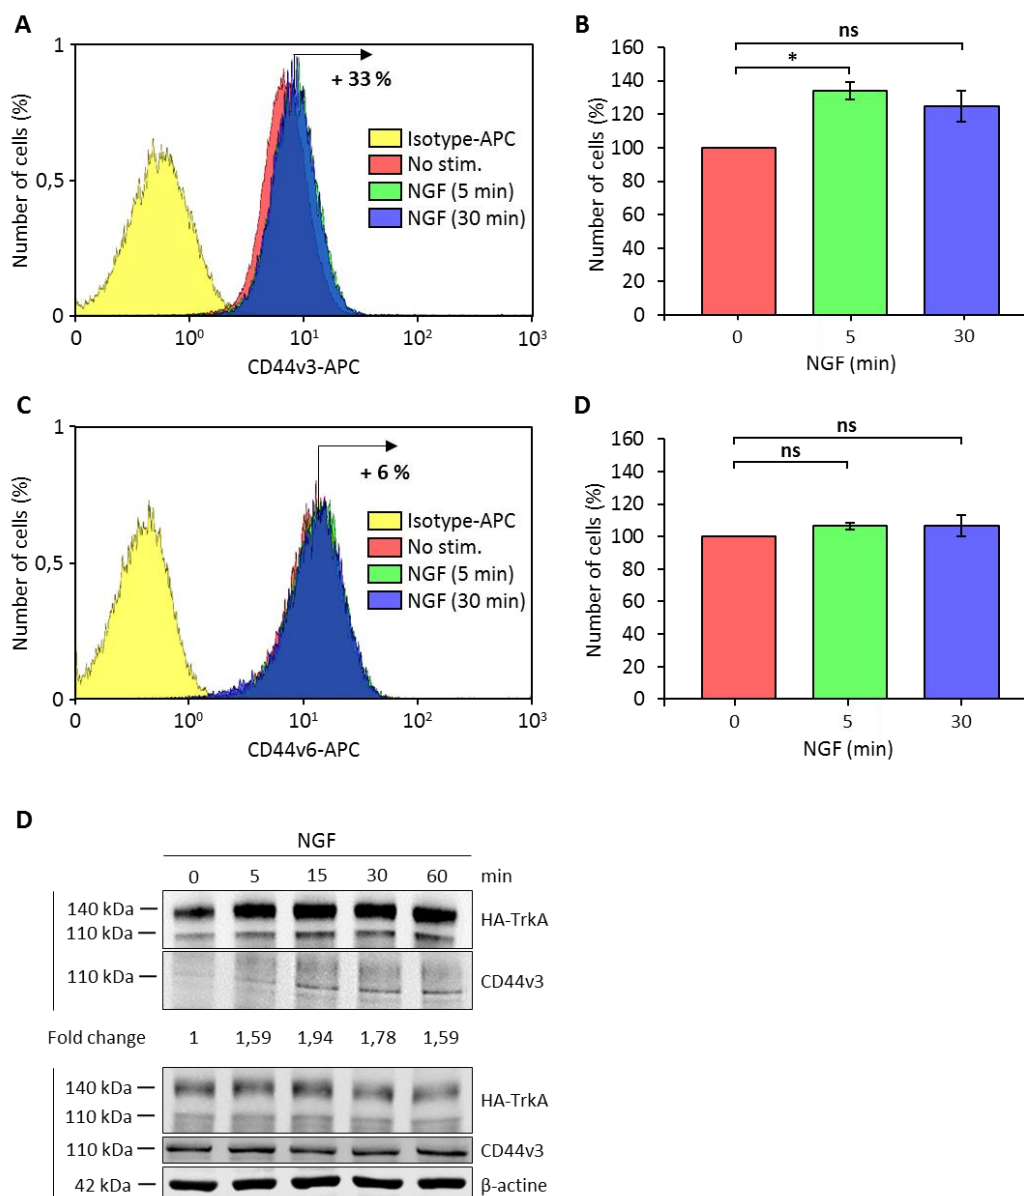 A
1
0,5
0
Number of cells (%)
+ 33 %
Isotype-APC
No stim.
NGF (5 min)
NGF (30 min)
0
10⁰
10¹
10²
10³
CD44v3-APC
B
160
140
120
100
80
60
40
20
0
Number of cells (%)
ns
*
0
5
30
NGF (min)
C
1
0,5
0
Number of cells (%)
+ 6 %
Isotype-APC
No stim.
NGF (5 min)
NGF (30 min)
0
10⁰
10¹
10²
10³
CD44v6-APC
D
160
140
120
100
80
60
40
20
0
Number of cells (%)
ns
ns
0
5
30
NGF (min)
D
NGF
0 5 15 30 60 min
140 kDa
110 kDa
HA-TrkA
110 kDa
CD44v3
Fold change 1 1,59 1,94 1,78 1,59
140 kDa
110 kDa
HA-TrkA
110 kDa
CD44v3
42 kDa
β-actine